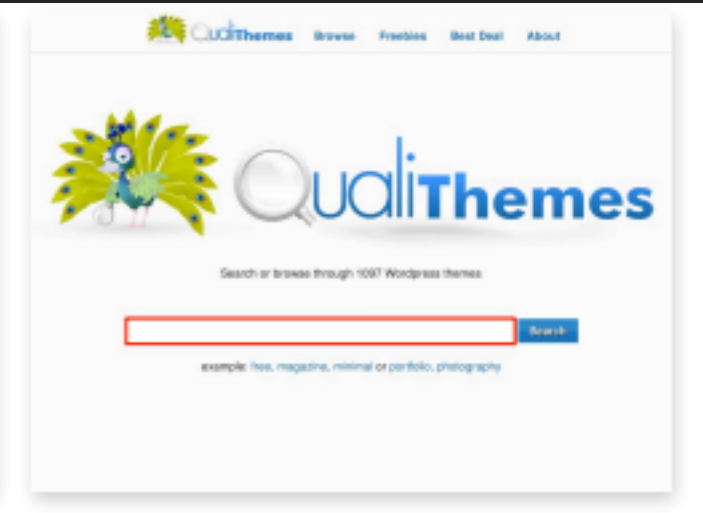 QualiThemes Browse Freebies Best Deal About
QualiThemes
Search or browse through 1097 Wordpress themes
Search
example: free, magazine, minimal or portfolio, photography